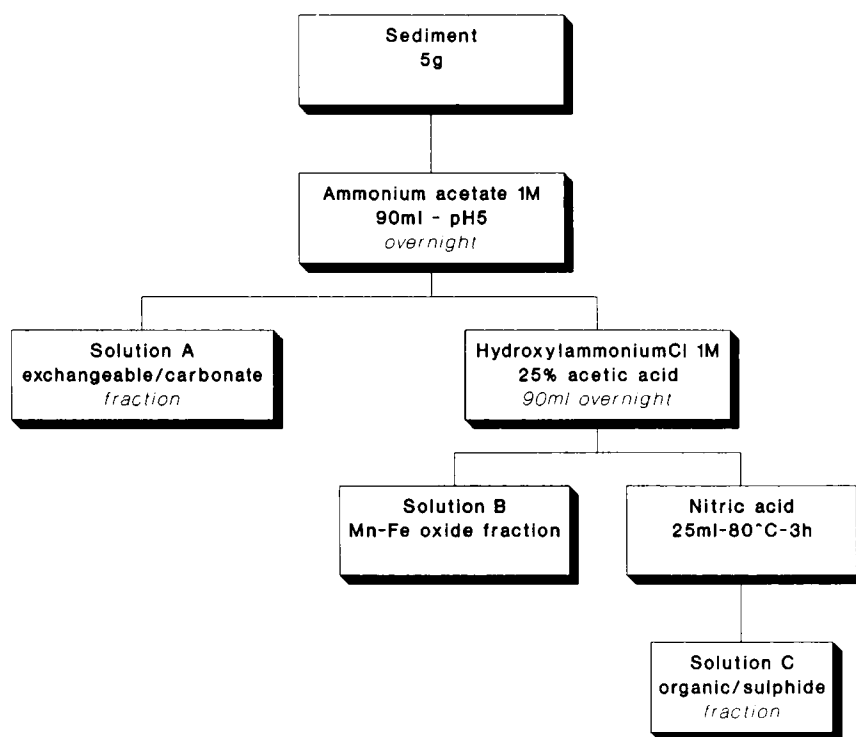 Sediment
5g
Ammonium acetate 1M
90ml - pH5
overnight
Solution A
exchangeable/carbonate
fraction
HydroxylammoniumCl 1M
25% acetic acid
90ml overnight
Solution B
Mn-Fe oxide fraction
Nitric acid
25ml-80^C-3h
Solution C
organic/sulphide
fraction